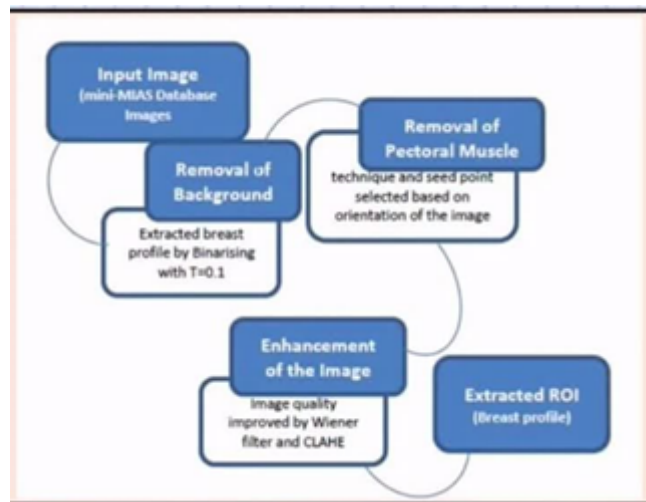 Input Image
(mini-MIAS Database
Images
Removal of
Background
Extracted breast
profile by Binarising
with T=0.1
Removal of
Pectoral Muscle
technique and seed point
selected based on
orientation of the image
Enhancement
of the Image
Image quality
improved by Wiener
filter and CLAHE
Extracted ROI
(Breast profile)